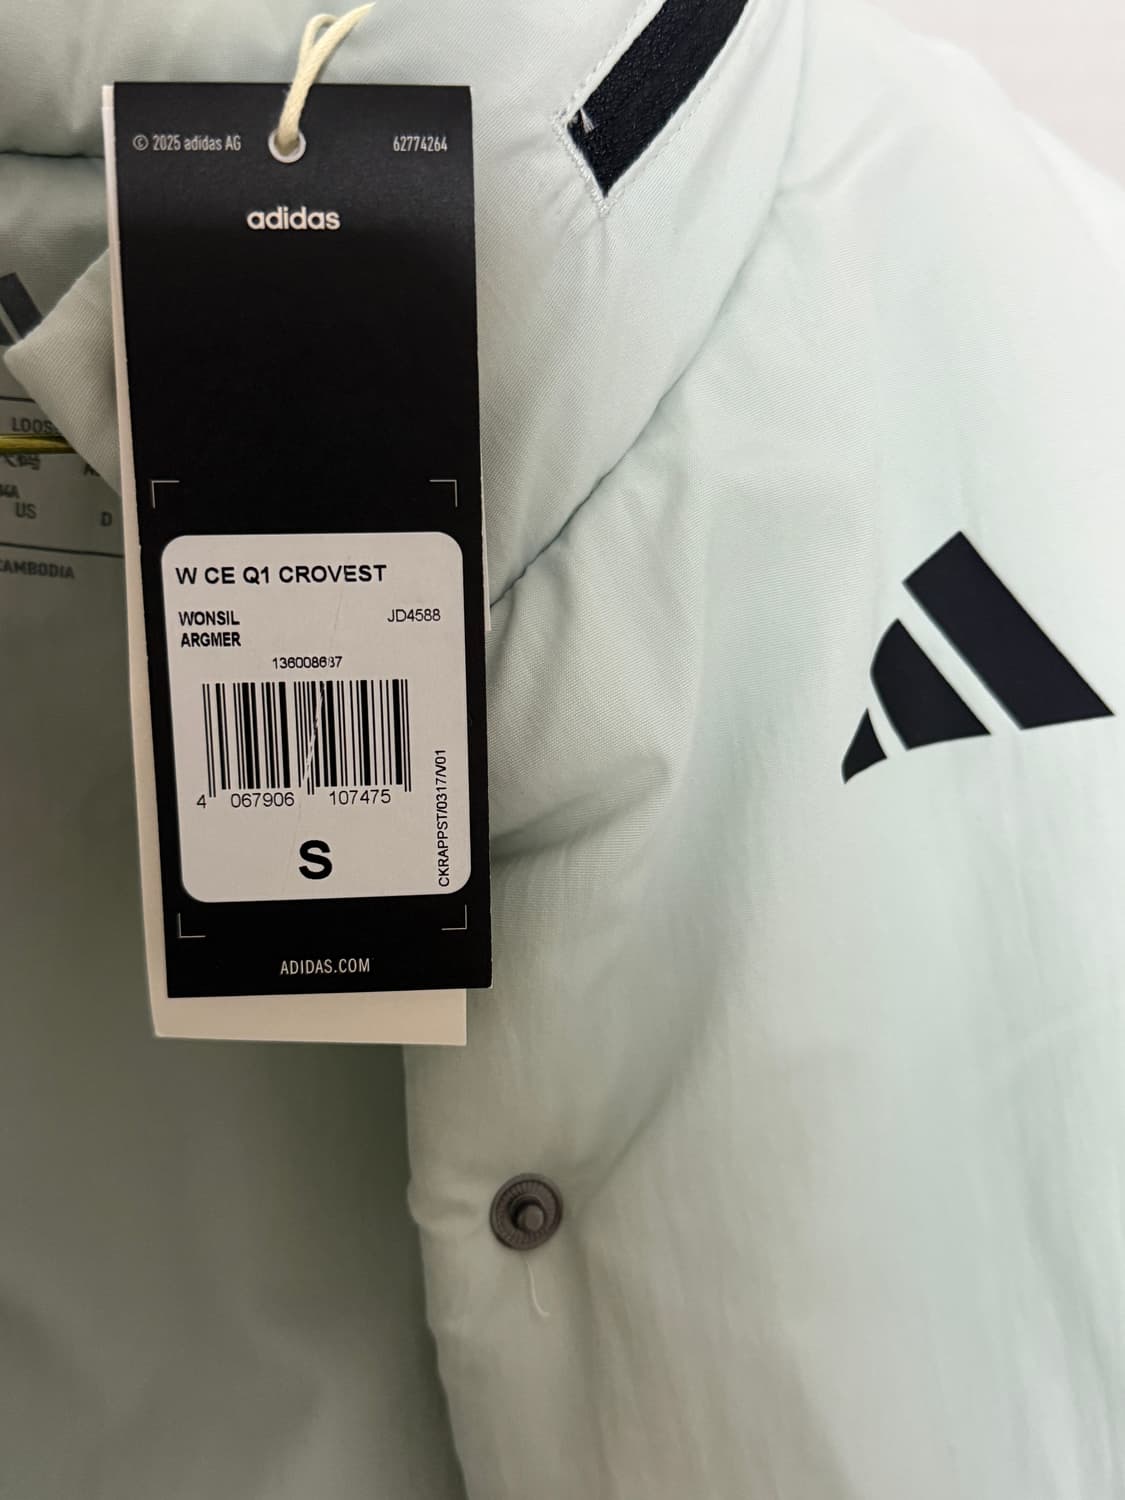 © 2025 adidas AG
62774264
adidas
W CE Q1 CROVEST
WONSIL
JD4588
ARGMER
136008687
4 067906 107475
S
CKRAPPST/0317/V01
ADIDAS.COM
US
D
CAMBODIA